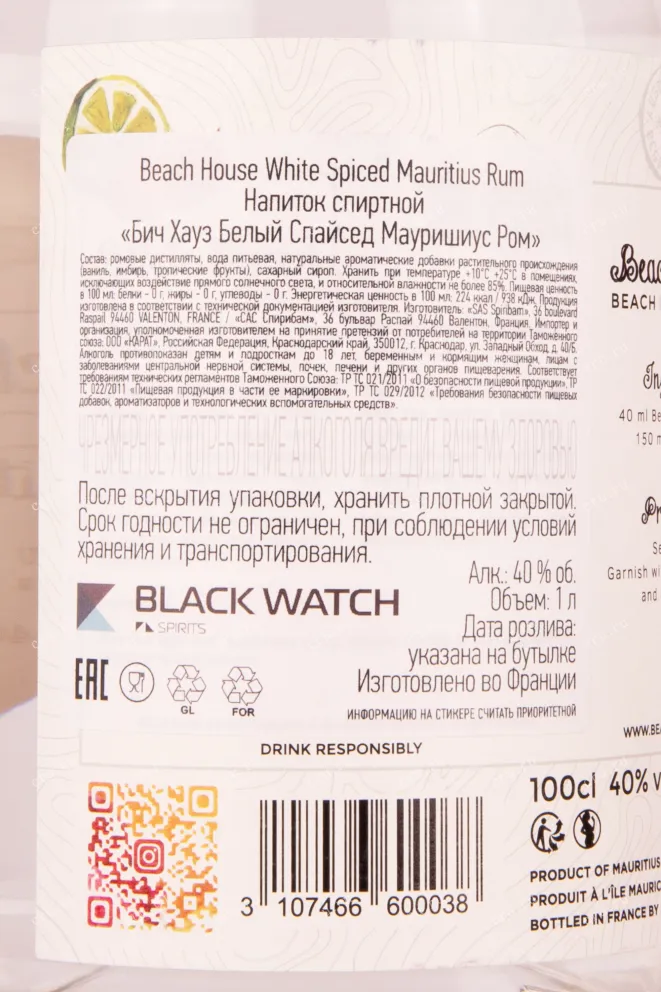 Beach House White Spiced Mauritius Rum
Напиток спиртной
«Бич Хауз Белый Спайсед Мауришиус Ром»
Состав: ромовые дистилляты, вода питьевая, натуральные ароматические добавки растительного происхождения
(ваниль, имбирь, тропические фрукты), сахарный сироп. Хранить при температуре +10°С +25°С в помещениях,
исключающих воздействие прямого солнечного света, и относительной влажности не более 85%. Пищевая ценность
в 100 мл: белки - 0 г, жиры - 0 г, углеводы - 0 г. Энергетическая ценность в 100 мл: 224 ккал / 938 кДж. Продукция
изготовлена в соответствии с технической документацией изготовителя. Изготовитель: «SAS Spiribam», 36 boulevard
Raspail 94460 VALENTON, FRANCE / «САС Спирибам», 36 бульвар Распай 94460 Валентон, Франция. Импортер и
организация, уполномоченная изготовителем на принятие претензий от потребителей на территории Таможенного
союза: ООО «КАРАТ», Российская Федерация, Краснодарский край, 350012, г. Краснодар, ул. Западный Обход, д. 40/6.
Алкоголь противопоказан детям и подросткам до 18 лет, беременным и кормящим женщинам, лицам с
заболеваниями центральной нервной системы, почек, печени и других органов пищеварения. Соответствует
требованиям технических регламентов Таможенного Союза: ТР ТС 021/2011 «О безопасности пищевой продукции», ТР
ТС 022/2011 «Пищевая продукция в части ее маркировки», ТР ТС 029/2012 «Требования безопасности пищевых
добавок, ароматизаторов и технологических вспомогательных средств».
ЧРЕЗМЕРНОЕ УПОТРЕБЛЕНИЕ АЛКОГОЛЯ ВРЕДИТ ВАШЕМУ ЗДОРОВЬЮ
После вскрытия упаковки, хранить плотной закрытой.
Срок годности не ограничен, при соблюдении условий
хранения и транспортирования.
Алк.: 40 % об.
Объем: 1 л
Дата розлива:
указана на бутылке
Изготовлено во Франции
BLACK WATCH
SPIRITS
EAC
GL
FOR
ИНФОРМАЦИЮ НА СТИКЕРЕ СЧИТАТЬ ПРИОРИТЕТНОЙ
DRINK RESPONSIBLY
3 107466 600038
BEACH
40 ml Be
150 m
Se
Garnish wi
and
WWW.BE
100cl 40% V
PRODUCT OF MAURITIUS
PRODUIT À L'ÎLE MAURIC
BOTTLED IN FRANCE BY